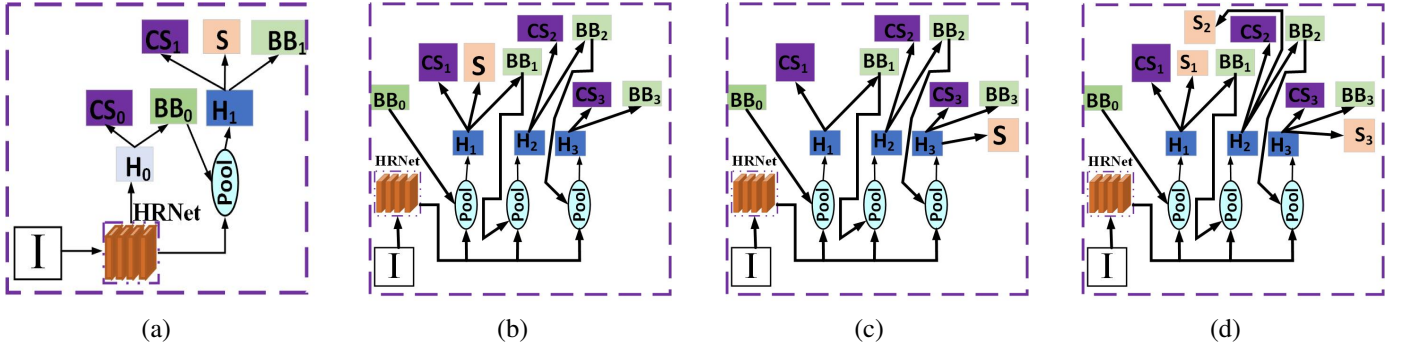 CS₁ S BB₁
CS₀ BB₀ H₁
H₀ Pool
HRNet
I
(a)
CS₂ BB₂
CS₁ S BB₁
BB₀ CS₃ BB₃
H₁ H₂ H₃
HRNet
Pool Pool Pool
I
(b)
CS₂ BB₂
CS₁ BB₁
BB₀ CS₃ BB₃
H₁ H₂ H₃ S
HRNet
Pool Pool Pool
I
(c)
S₂ CS₂ BB₂
CS₁ S₁ BB₁
BB₀ CS₃ BB₃
H₁ H₂ H₃ S₃
HRNet
Pool Pool Pool
I
(d)